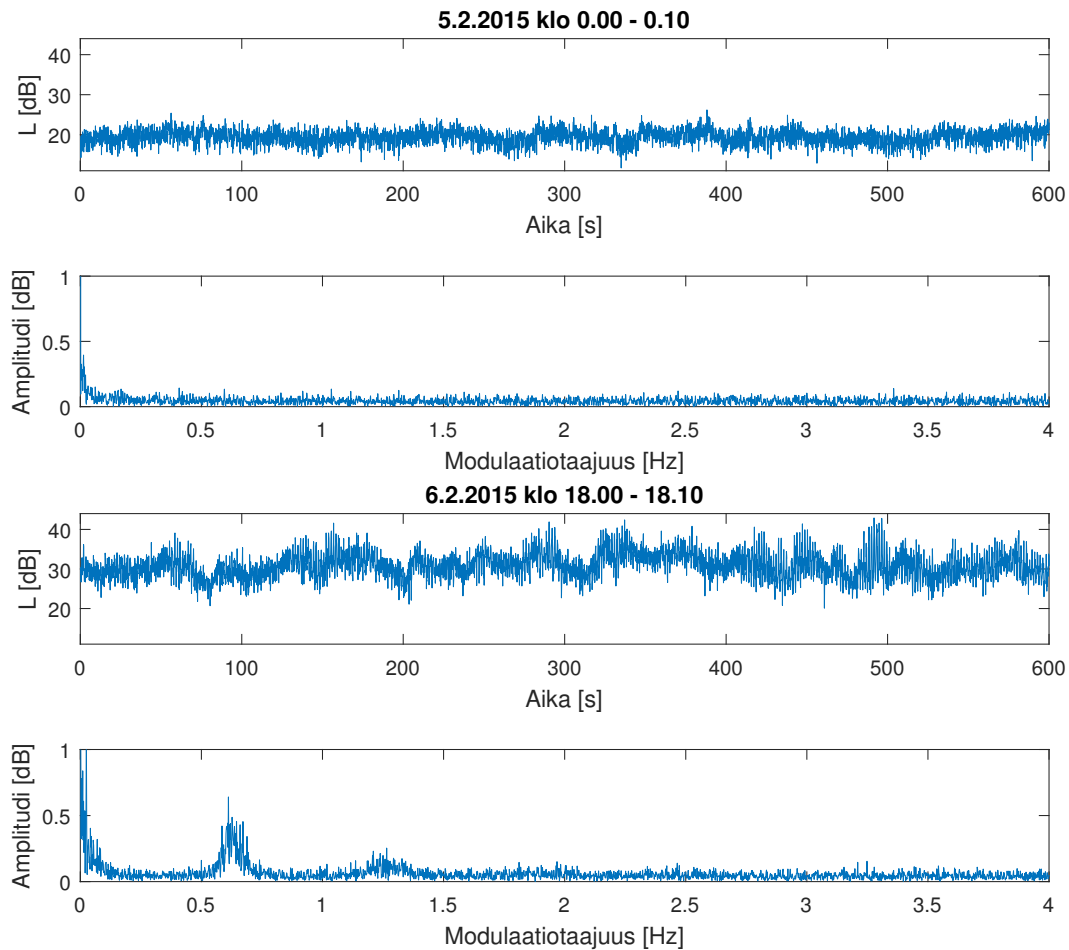 5.2.2015 klo 0.00 - 0.10
L [dB]
40
30
20
0 100 200 300 400 500 600
Aika [s]
Amplitudi [dB]
1
0.5
0
0 0.5 1 1.5 2 2.5 3 3.5 4
Modulaatiotaajuus [Hz]
6.2.2015 klo 18.00 - 18.10
L [dB]
40
30
20
0 100 200 300 400 500 600
Aika [s]
Amplitudi [dB]
1
0.5
0
0 0.5 1 1.5 2 2.5 3 3.5 4
Modulaatiotaajuus [Hz]